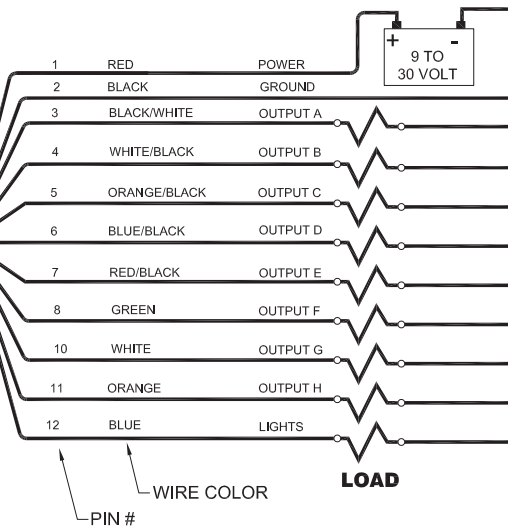 + -
9 TO
30 VOLT
1 RED POWER
2 BLACK GROUND
3 BLACK/WHITE OUTPUT A
4 WHITE/BLACK OUTPUT B
5 ORANGE/BLACK OUTPUT C
6 BLUE/BLACK OUTPUT D
7 RED/BLACK OUTPUT E
8 GREEN OUTPUT F
10 WHITE OUTPUT G
11 ORANGE OUTPUT H
12 BLUE LIGHTS
LOAD
WIRE COLOR
PIN #